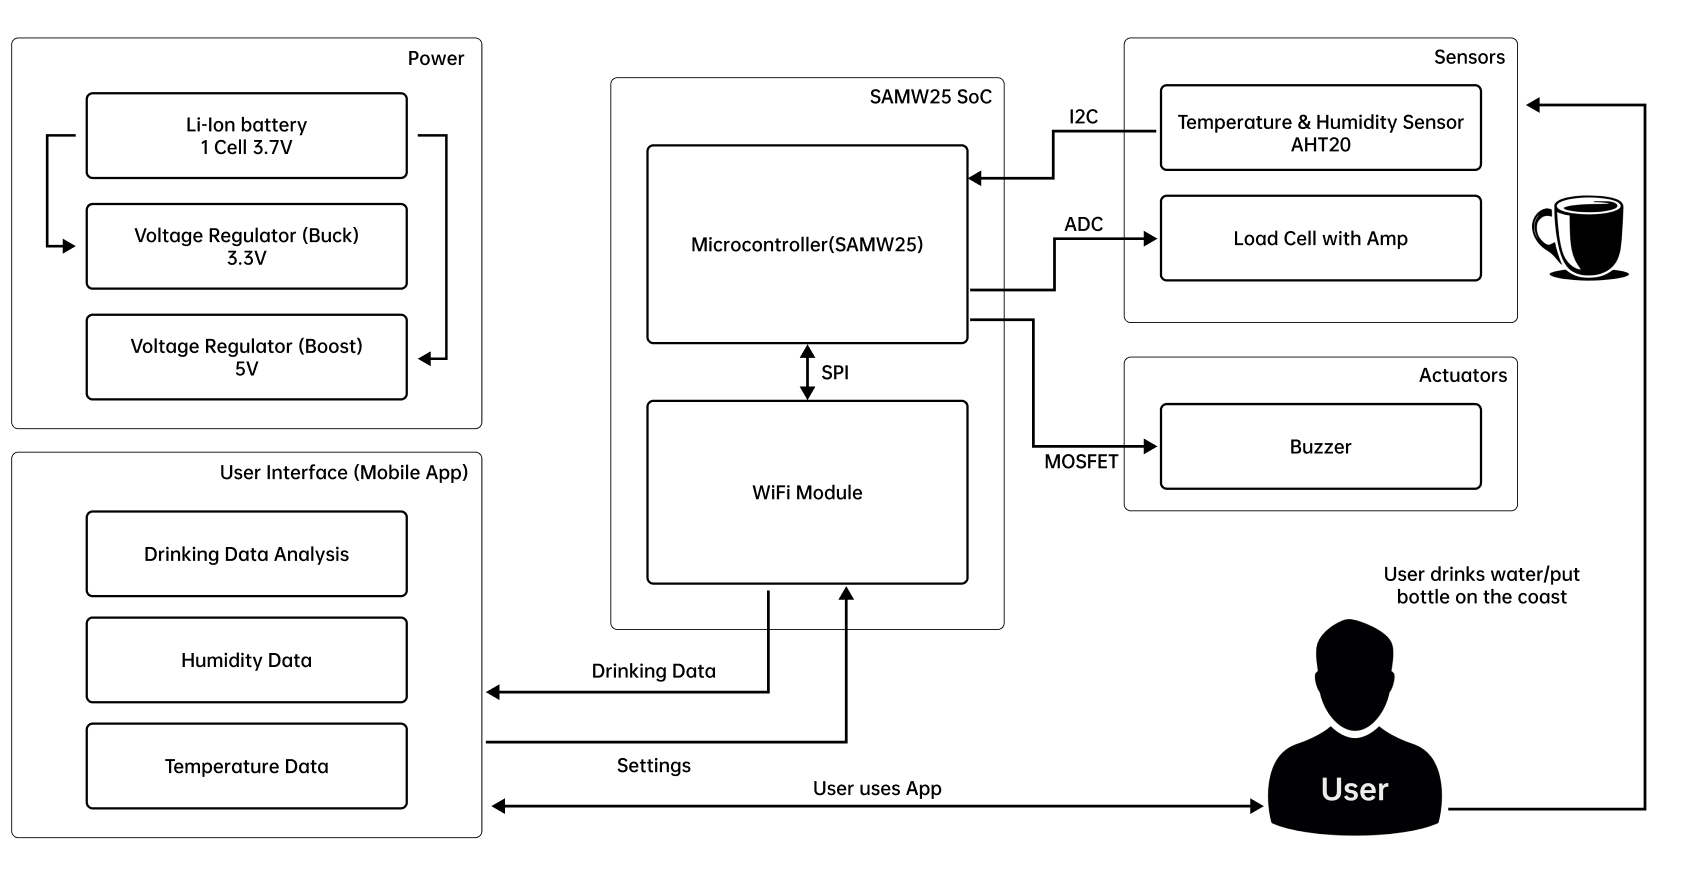 Power
Li-Ion battery
1 Cell 3.7V
Voltage Regulator (Buck)
3.3V
Voltage Regulator (Boost)
5V
User Interface (Mobile App)
Drinking Data Analysis
Humidity Data
Temperature Data
SAMW25 SoC
Microcontroller(SAMW25)
SPI
WiFi Module
I2C
ADC
MOSFET
Sensors
Temperature & Humidity Sensor
AHT20
Load Cell with Amp
Actuators
Buzzer
Drinking Data
Settings
User uses App
User drinks water/put
bottle on the coast
User